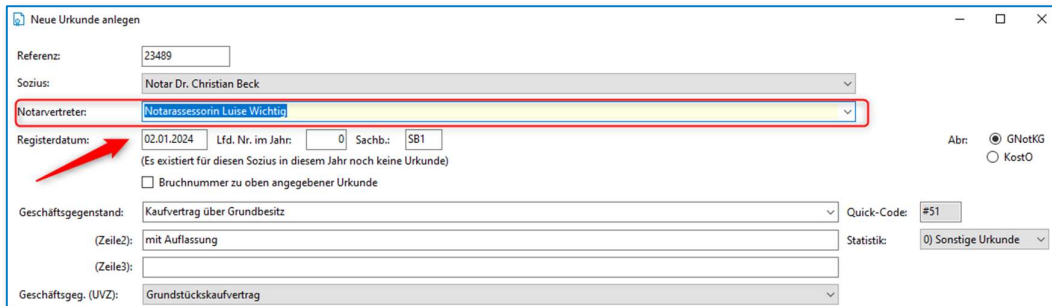 Neue Urkunde anlegen
Referenz: 23489
Sozius: Notar Dr. Christian Beck
Notarvertreter: Notarassessorin Luise Wichtig
Registerdatum: 02.01.2024 Lfd. Nr. im Jahr: 0 Sachb.: SB1 Abr: GNotKG
(Es existiert für diesen Sozius in diesem Jahr noch keine Urkunde) KostO
Bruchnummer zu oben angegebener Urkunde
Geschäftsgegenstand: Kaufvertrag über Grundbesitz Quick-Code: #51
(Zeile2): mit Auflassung Statistik: 0) Sonstige Urkunde
(Zeile3):
Geschäftsgeg. (UVZ): Grundstückskaufvertrag